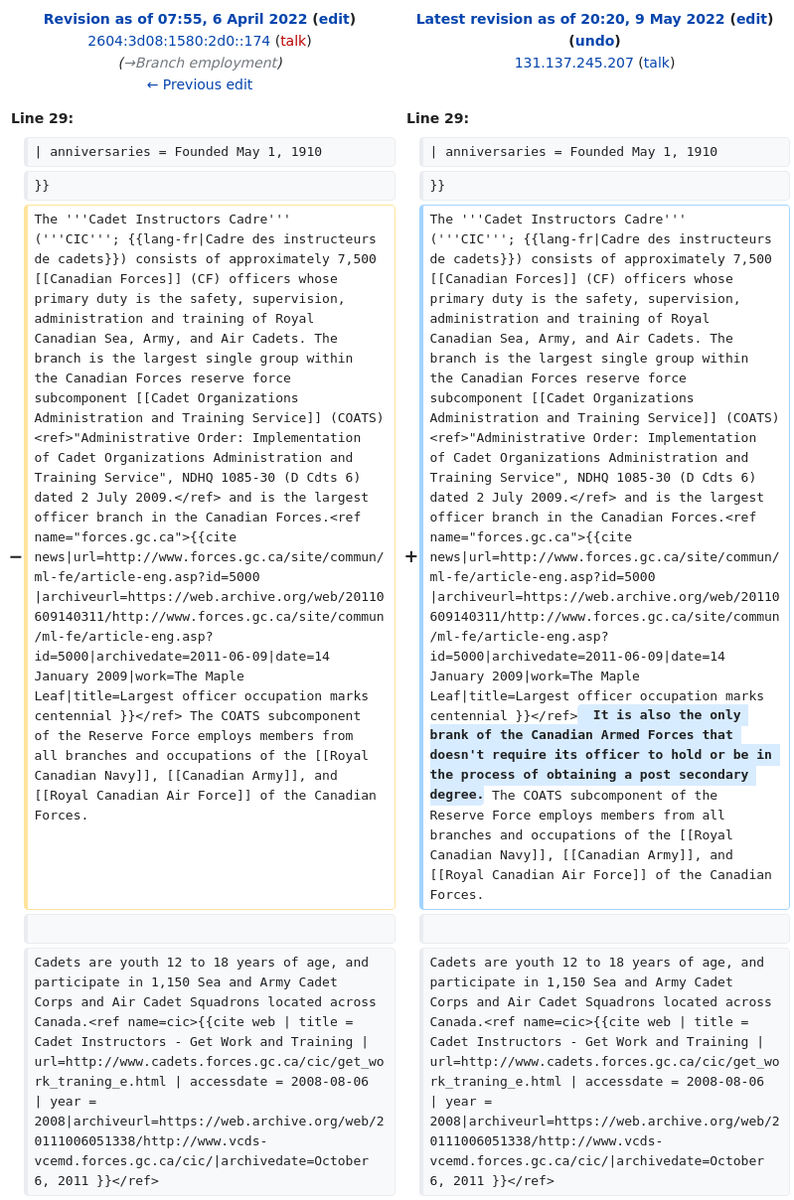 Revision as of 07:55, 6 April 2022 (edit)
2604:3d08:1580:2d0::174 (talk)
(→Branch employment)
← Previous edit
Latest revision as of 20:20, 9 May 2022 (edit)
(undo)
131.137.245.207 (talk)
Line 29:
| anniversaries = Founded May 1, 1910
}}
−
The '''Cadet Instructors Cadre'''
('''CIC'''; {{lang-fr|Cadre des instructeurs
de cadets}}) consists of approximately 7,500
[[Canadian Forces]] (CF) officers whose
primary duty is the safety, supervision,
administration and training of Royal
Canadian Sea, Army, and Air Cadets. The
branch is the largest single group within
the Canadian Forces reserve force
subcomponent [[Cadet Organizations
Administration and Training Service]] (COATS)
<ref>"Administrative Order: Implementation
of Cadet Organizations Administration and
Training Service", NDHQ 1085-30 (D Cdts 6)
dated 2 July 2009.</ref> and is the largest
officer branch in the Canadian Forces.<ref
name="forces.gc.ca">{{cite
news|url=http://www.forces.gc.ca/site/commun/
ml-fe/article-eng.asp?id=5000
|archiveurl=https://web.archive.org/web/20110
609140311/http://www.forces.gc.ca/site/commun
/ml-fe/article-eng.asp?
id=5000|archivedate=2011-06-09|date=14
January 2009|work=The Maple
Leaf|title=Largest officer occupation marks
centennial }}</ref> The COATS subcomponent
of the Reserve Force employs members from
all branches and occupations of the [[Royal
Canadian Navy]], [[Canadian Army]], and
[[Royal Canadian Air Force]] of the Canadian
Forces.
Cadets are youth 12 to 18 years of age, and
participate in 1,150 Sea and Army Cadet
Corps and Air Cadet Squadrons located across
Canada.<ref name=cic>{{cite web | title =
Cadet Instructors - Get Work and Training |
url=http://www.cadets.forces.gc.ca/cic/get_wo
rk_traning_e.html | accessdate = 2008-08-06
| year =
2008|archiveurl=https://web.archive.org/web/2
0111006051338/http://www.vcds-
vcemd.forces.gc.ca/cic/|archivedate=October
6, 2011 }}</ref>
Line 29:
| anniversaries = Founded May 1, 1910
}}
+
The '''Cadet Instructors Cadre'''
('''CIC'''; {{lang-fr|Cadre des instructeurs
de cadets}}) consists of approximately 7,500
[[Canadian Forces]] (CF) officers whose
primary duty is the safety, supervision,
administration and training of Royal
Canadian Sea, Army, and Air Cadets. The
branch is the largest single group within
the Canadian Forces reserve force
subcomponent [[Cadet Organizations
Administration and Training Service]] (COATS)
<ref>"Administrative Order: Implementation
of Cadet Organizations Administration and
Training Service", NDHQ 1085-30 (D Cdts 6)
dated 2 July 2009.</ref> and is the largest
officer branch in the Canadian Forces.<ref
name="forces.gc.ca">{{cite
news|url=http://www.forces.gc.ca/site/commun/
ml-fe/article-eng.asp?id=5000
|archiveurl=https://web.archive.org/web/20110
609140311/http://www.forces.gc.ca/site/commun
/ml-fe/article-eng.asp?
id=5000|archivedate=2011-06-09|date=14
January 2009|work=The Maple
Leaf|title=Largest officer occupation marks
centennial }}</ref>  It is also the only
brank of the Canadian Armed Forces that
doesn't require its officer to hold or be in
the process of obtaining a post secondary
degree. The COATS subcomponent of the
Reserve Force employs members from all
branches and occupations of the [[Royal
Canadian Navy]], [[Canadian Army]], and
[[Royal Canadian Air Force]] of the Canadian
Forces.
Cadets are youth 12 to 18 years of age, and
participate in 1,150 Sea and Army Cadet
Corps and Air Cadet Squadrons located across
Canada.<ref name=cic>{{cite web | title =
Cadet Instructors - Get Work and Training |
url=http://www.cadets.forces.gc.ca/cic/get_wo
rk_traning_e.html | accessdate = 2008-08-06
| year =
2008|archiveurl=https://web.archive.org/web/2
0111006051338/http://www.vcds-
vcemd.forces.gc.ca/cic/|archivedate=October
6, 2011 }}</ref>